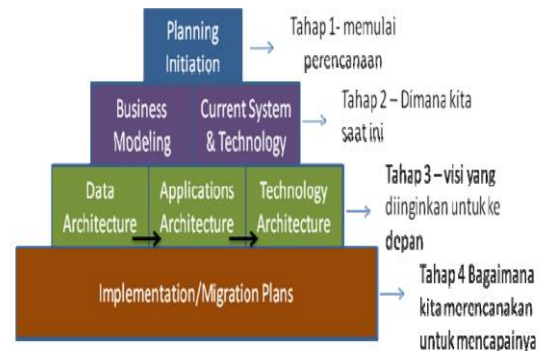 Planning
Initiation
Tahap 1- memulai
perencanaan
Business
Modeling
Current System
& Technology
Tahap 2 – Dimana kita
saat ini
Data
Architecture
Applications
Architecture
Technology
Architecture
Tahap 3 – visi yang
diinginkan untuk ke
depan
Implementation/Migration Plans
Tahap 4 Bagaimana
kita merencanakan
untuk mencapainya